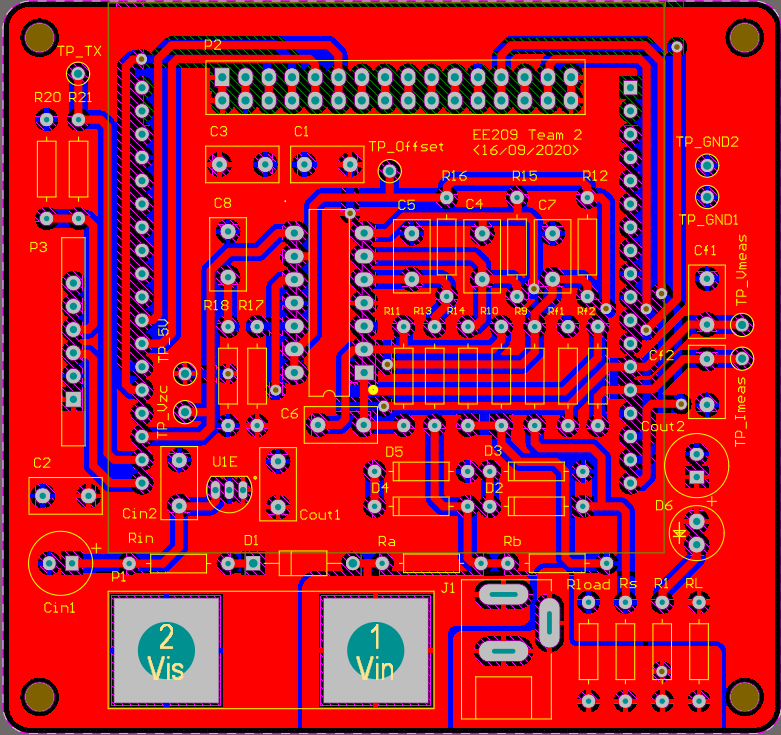 P2
TP_TX
R20 R21
C3
C1
TP_Offset
EE209 Team 2
<16/09/2020>
TP_GND2
TP_GND1
R16
R15
R12
C8
C5
C4
C7
P3
Cf1
TP_Vmeas
R18
R17
R11
R13
R14
R10
R9
Rf1
Rf2
TP_5V
Cf2
TP_Vzc
TP_Imeas
C6
Cout2
C2
U1E
D5
D3
D4
D2
Cin2
Cout1
D6
+
+
Rin
D1
Ra
Rb
P1
Cin1
J1
Rload
Rs
R1
RL
2
Vis
1
Vin